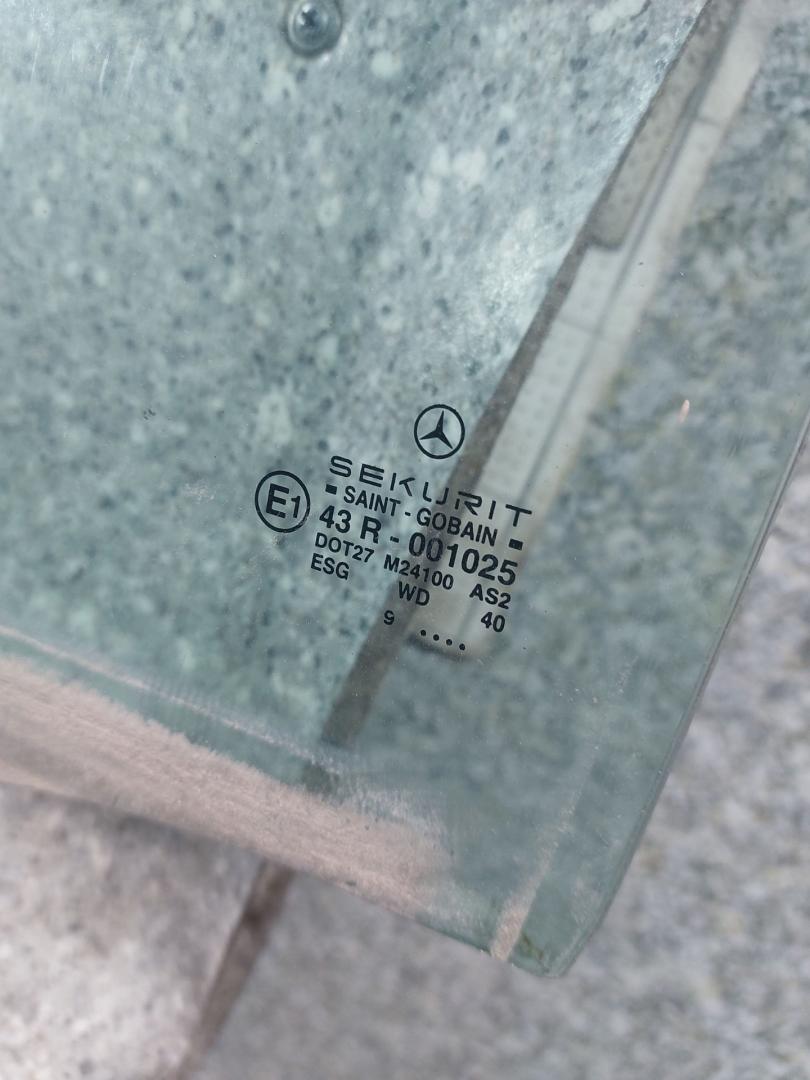 SEKURIT
SAINT - GOBAIN
E1 43 R - 001025
DOT27 M24100 AS2
ESG WD 40
9 ....